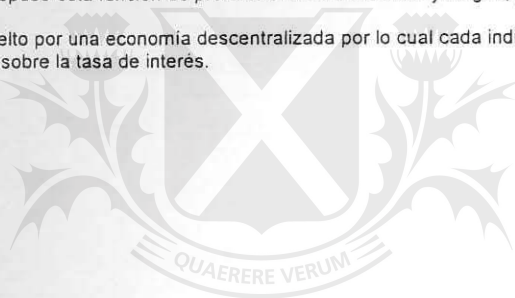 elto por una economía descentralizada por lo cual cada ind
sobre la tasa de interés.
QUAERERE VERUM